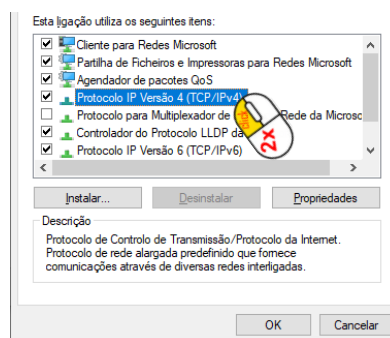 Esta ligação utiliza os seguintes itens:
Cliente para Redes Microsoft
Partilha de Ficheiros e Impressoras para Redes Microsoft
Agendador de pacotes QoS
Protocolo IP Versão 4 (TCP/IPv4)
Protocolo para Multiplexador de Rede da Microsc
Controlador do Protocolo LLDP da
Protocolo IP Versão 6 (TCP/IPv6)
2x
Instalar...
Desinstalar
Propriedades
Descrição
Protocolo de Controlo de Transmissão/Protocolo da Internet.
Protocolo de rede alargada predefinido que fornece
comunicações através de diversas redes interligadas.
OK
Cancelar